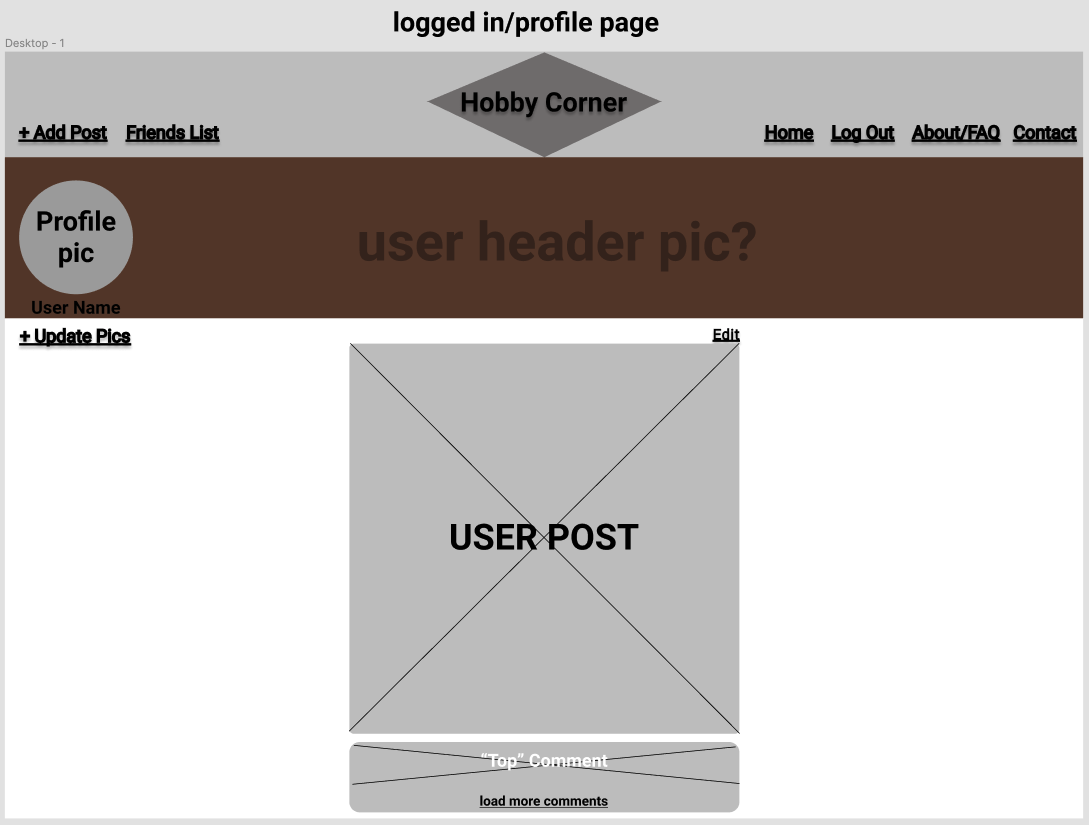 logged in/profile page
Desktop - 1
Hobby Corner
+ Add Post
Friends List
Home
Log Out
About/FAQ
Contact
Profile
pic
user header pic?
User Name
+ Update Pics
Edit
USER POST
“Top” Comment
load more comments